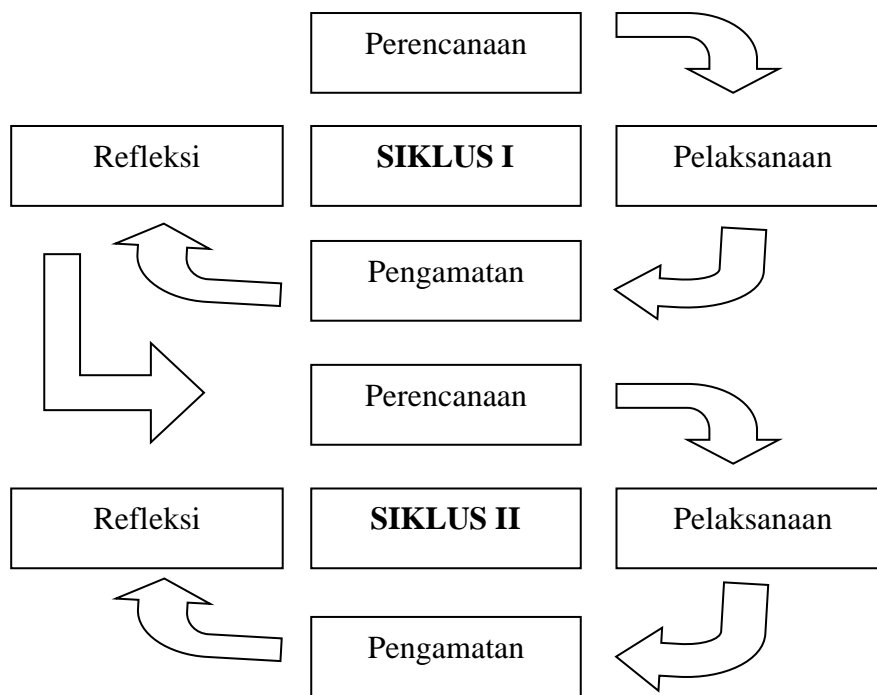 Perencanaan
Refleksi
SIKLUS I
Pelaksanaan
Pengamatan
Perencanaan
Refleksi
SIKLUS II
Pelaksanaan
Pengamatan